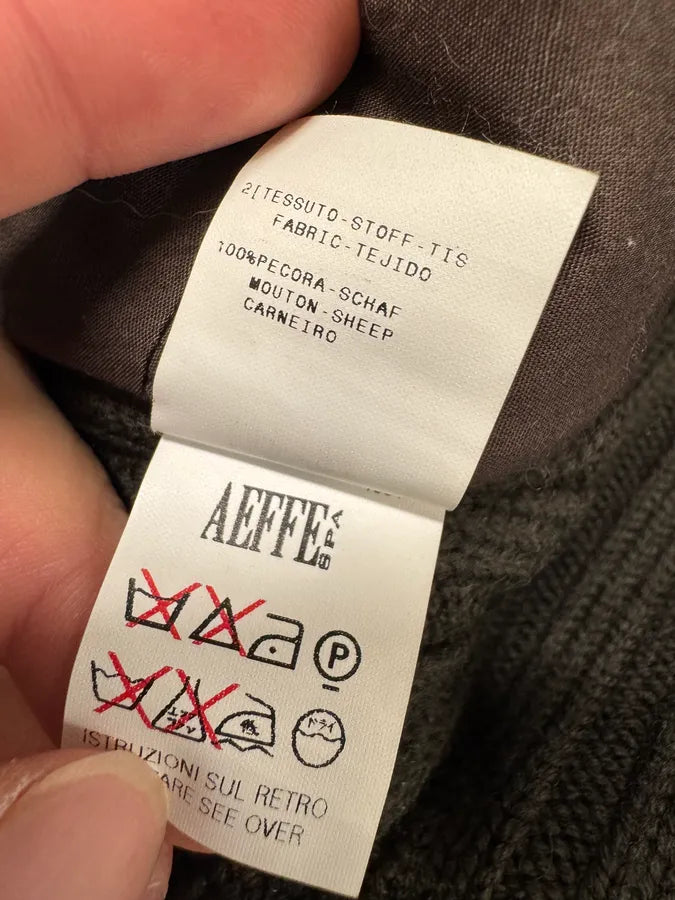 2[TESSUTO-STOFF-TIS
FABRIC-TEJIDO
100%PECORA-SCHAF
MOUTON-SHEEP
CARNEIRO
AEFFE SPA
P
ドライ
ISTRUZIONI SUL RETRO
CARE SEE OVER